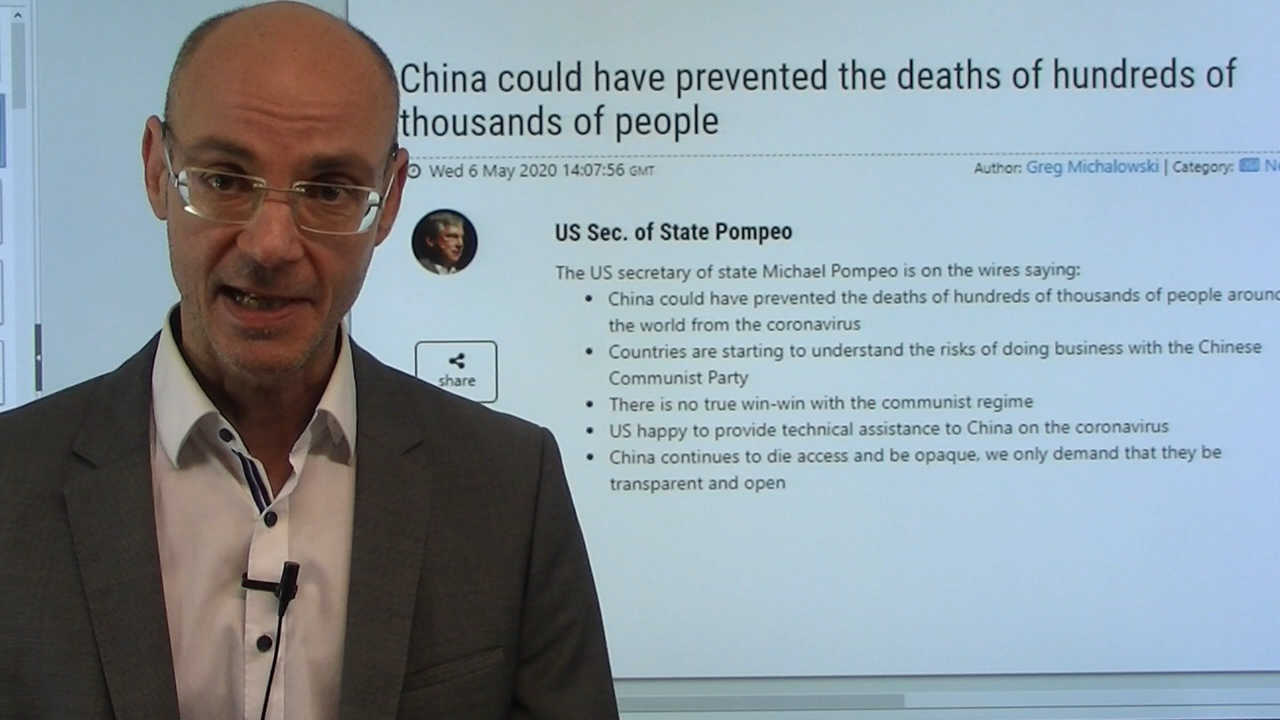 China could have prevented the deaths of hundreds of
thousands of people
Wed 6 May 2020 14:07:56 GMT
Author: Greg Michalowski | Category:
US Sec. of State Pompeo
The US secretary of state Michael Pompeo is on the wires saying:
• China could have prevented the deaths of hundreds of thousands of people
the world from the coronavirus
• Countries are starting to understand the risks of doing business with the Chinese
Communist Party
• There is no true win-win with the communist regime
• US happy to provide technical assistance to China on the coronavirus
• China continues to die access and be opaque, we only demand that they be
transparent and open
share